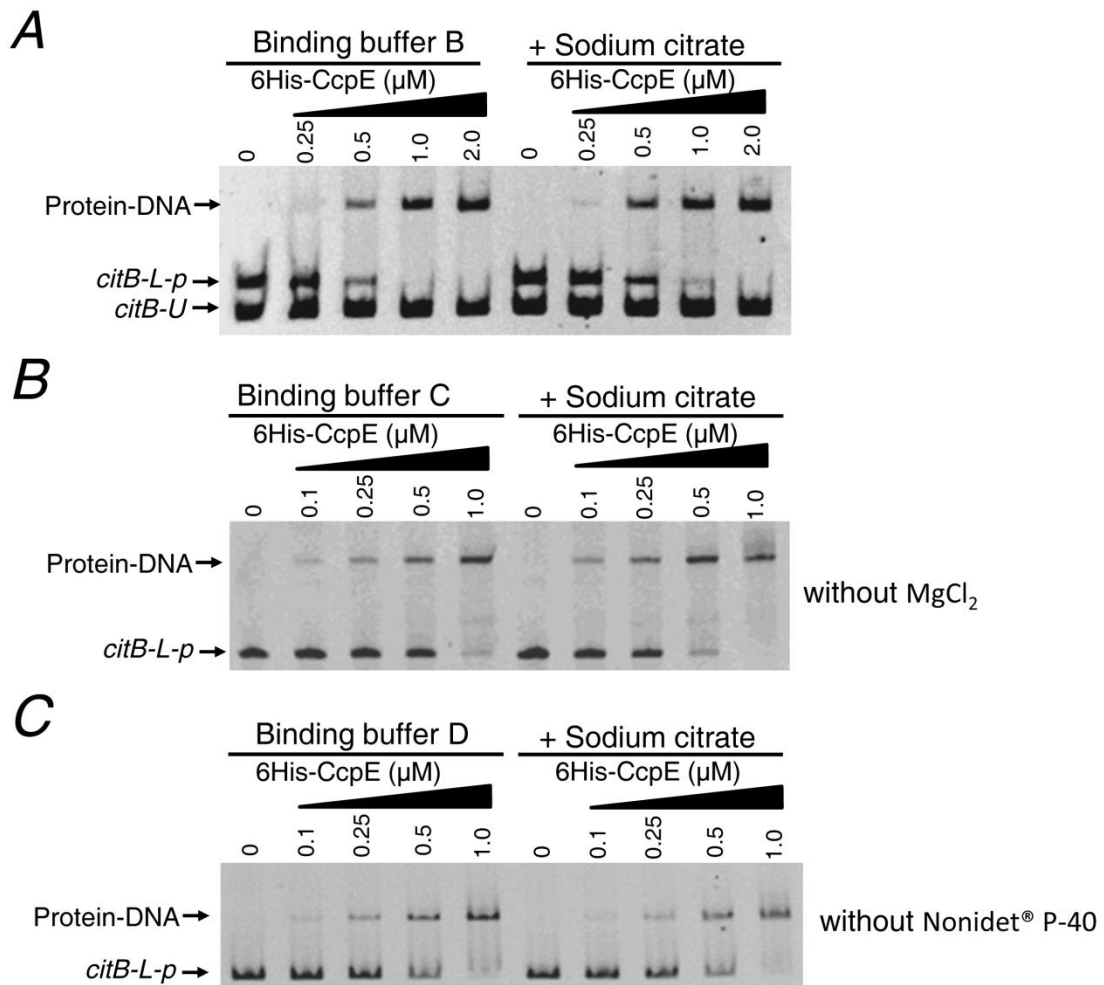 A
Binding buffer B + Sodium citrate
6His-CcpE (µM) 6His-CcpE (µM)
0 0.25 0.5 1.0 2.0 0 0.25 0.5 1.0 2.0
Protein-DNA
citB-L-p
citB-U
B
Binding buffer C + Sodium citrate
6His-CcpE (µM) 6His-CcpE (µM)
0 0.1 0.25 0.5 1.0 0 0.1 0.25 0.5 1.0
Protein-DNA
without MgCl₂
citB-L-p
C
Binding buffer D + Sodium citrate
6His-CcpE (µM) 6His-CcpE (µM)
0 0.1 0.25 0.5 1.0 0 0.1 0.25 0.5 1.0
Protein-DNA without Nonidet® P-40
citB-L-p